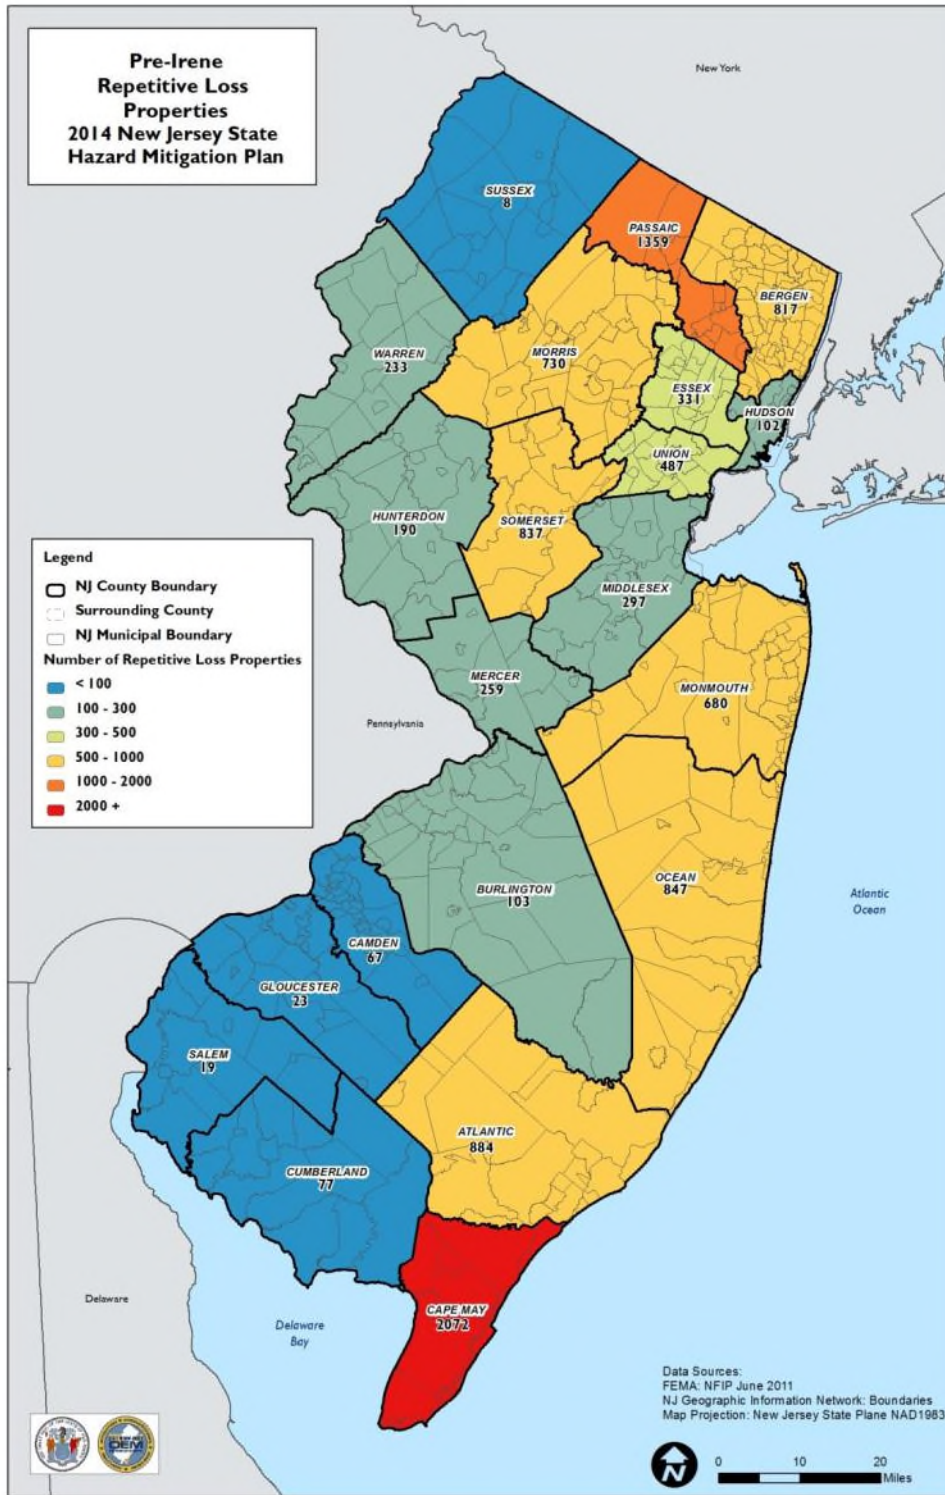 Pre-Irene
Repetitive Loss
Properties
2014 New Jersey State
Hazard Mitigation Plan
New York
SUSSEX
8
PASSAIC
1359
BERGEN
817
WARREN
233
MORRIS
730
ESSEX
331
HUDSON
102
UNION
487
HUNTERDON
190
SOMERSET
837
MIDDLESEX
297
Legend
NJ County Boundary
Surrounding County
NJ Municipal Boundary
Number of Repetitive Loss Properties
< 100
100 - 300
300 - 500
500 - 1000
1000 - 2000
2000 +
MERCER
259
MONMOUTH
680
Pennsylvania
OCEAN
847
BURLINGTON
103
Atlantic
Ocean
CAMDEN
67
GLOUCESTER
23
SALEM
19
ATLANTIC
884
CUMBERLAND
77
CAPE MAY
2072
Delaware
Delaware
Bay
Data Sources:
FEMA: NFIP June 2011
NJ Geographic Information Network: Boundaries
Map Projection: New Jersey State Plane NAD1983
OEM
N
0 10 20
Miles